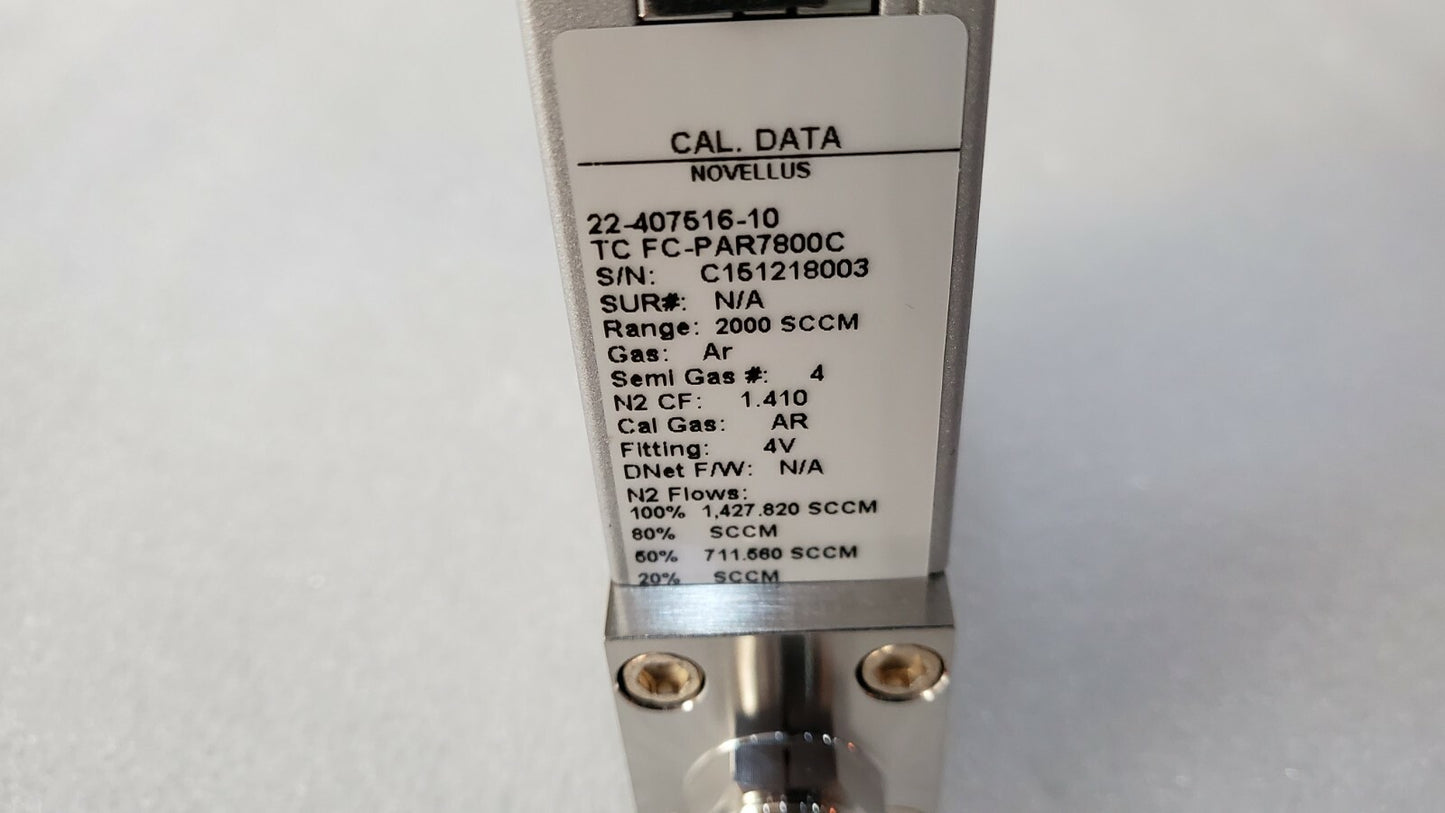 CAL. DATA
NOVELLUS
22-407516-10
TC FC-PAR7800C
S/N: C151218003
SUR#: N/A
Range: 2000 SCCM
Gas: Ar
Semi Gas #: 4
N2 CF: 1.410
Cal Gas: AR
Fitting: 4V
DNet F/W: N/A
N2 Flows:
100% 1,427.820 SCCM
80% SCCM
50% 711.560 SCCM
20% SCCM